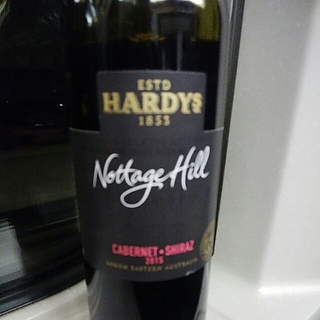 ESTD
HARDYS
1853
Nottage Hill
CABERNET • SHIRAZ
2015
SOUTH EASTERN AUSTRALIA